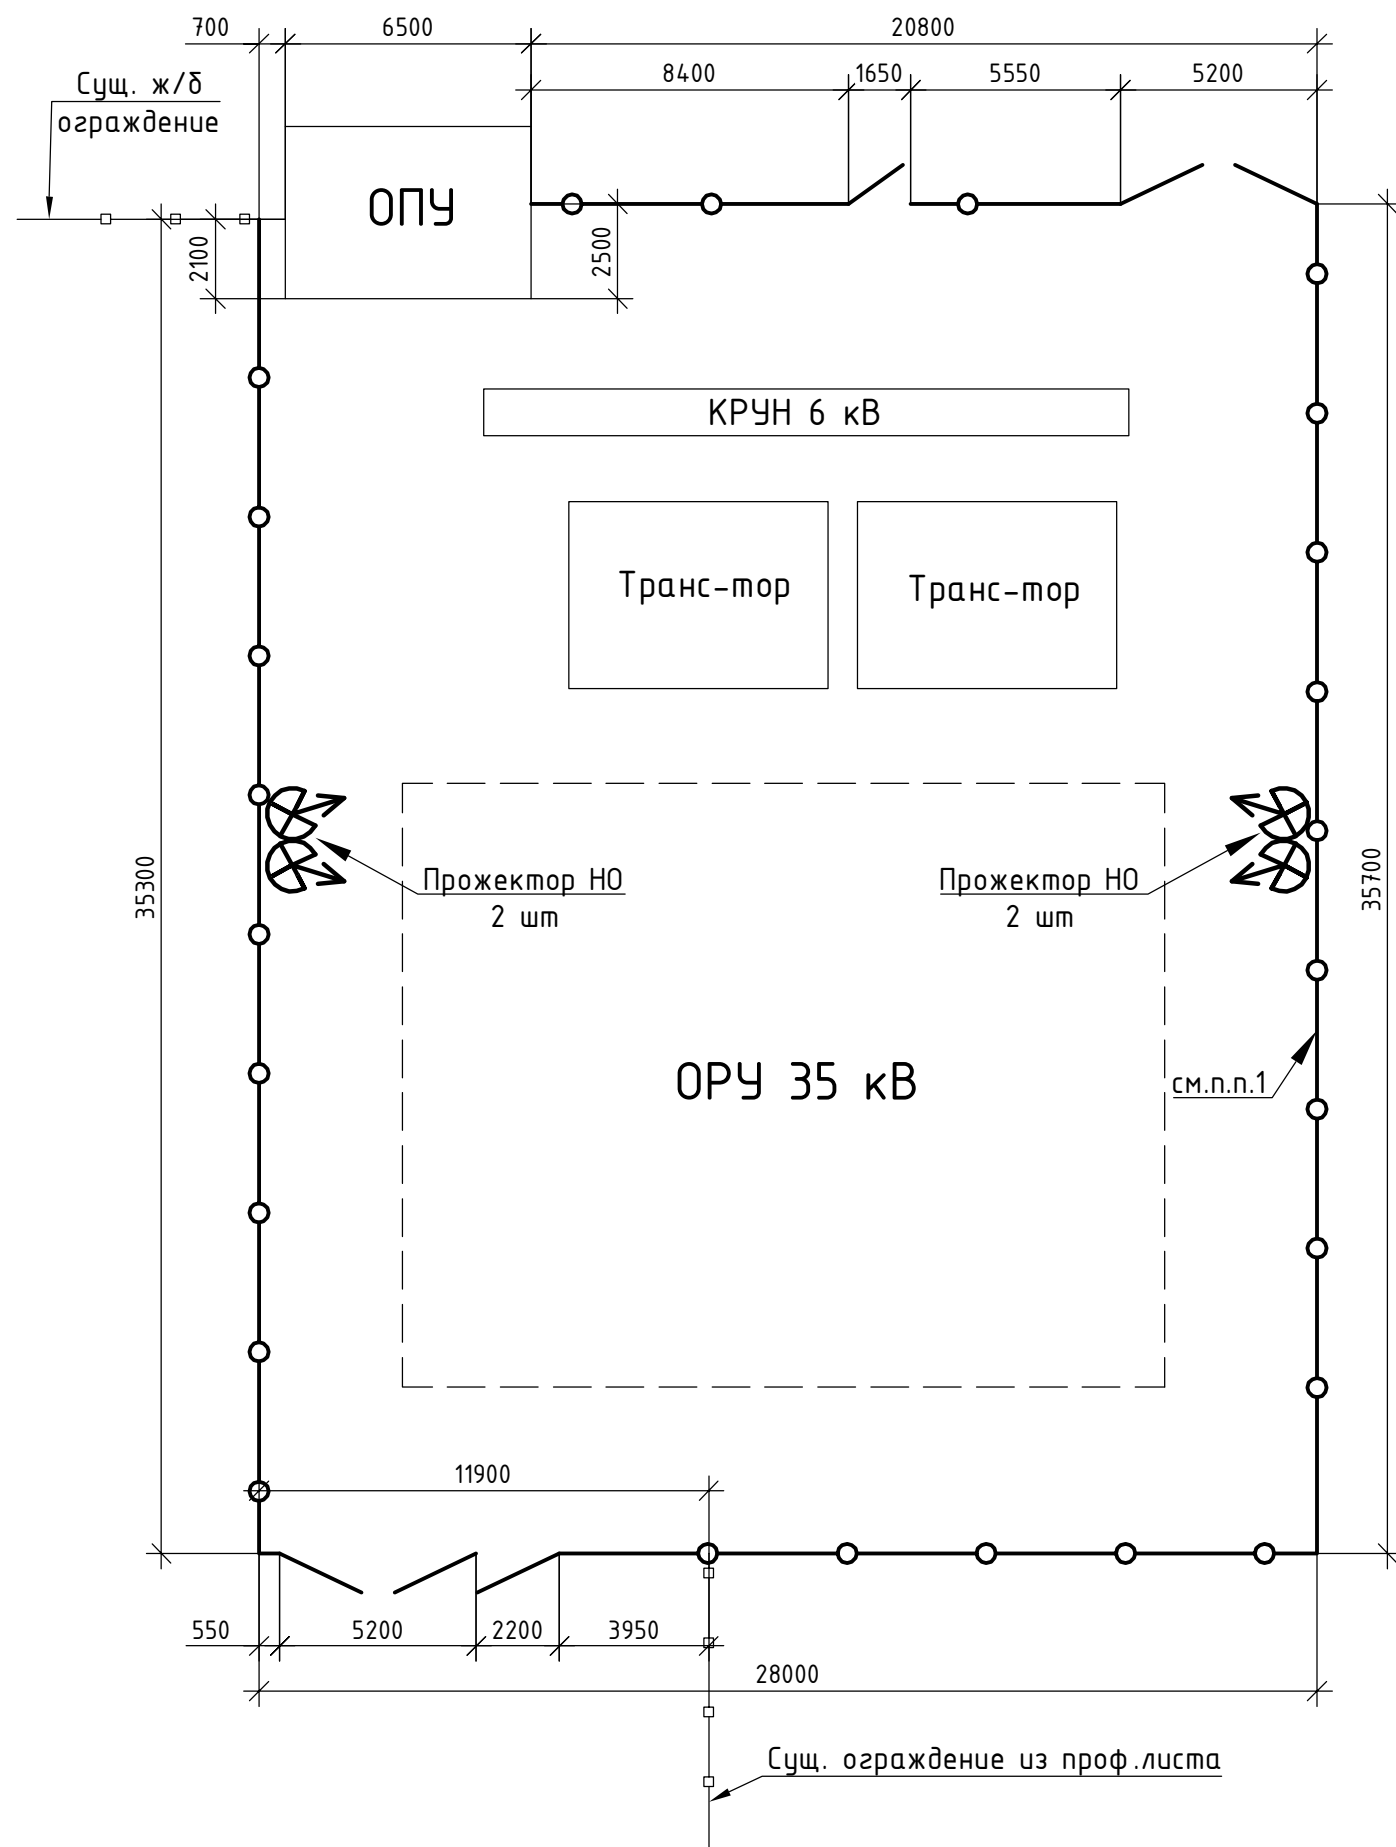 700
6500
20800
8400
1650
5550
5200
Сущ. ж/б
ограждение
ОПУ
2100
2500
КРУН 6 кВ
Транс-тор
Транс-тор
35300
35700
Прожектор НО
2 шт
Прожектор НО
2 шт
ОРУ 35 кВ
см.п.п.1
11900
550
5200
2200
3950
28000
Сущ. ограждение из проф.листа